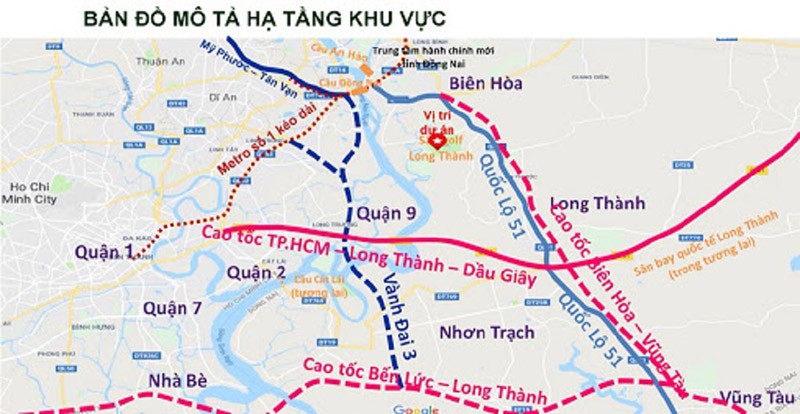 BẢN ĐỒ MÔ TẢ HẠ TẦNG KHU VỰC
Mỹ Phước – Tân Vạn
Cầu An Hảo
Trung tâm hành chính mới
tỉnh Đồng Nai
Cầu Đồng Nai
Biên Hòa
Thuận An
Dĩ An
Metro số 1 kéo dài
Vị trí
dự án
Long Thành
Quốc Lộ 51
Ho Chi
Minh City
Long Thành
Quận 9
Quận 1
Cao tốc TP.HCM – Long Thành – Dầu Giây
Cao tốc Biên Hòa – Vũng Tàu
Sân bay quốc tế Long Thành
(trong tương lai)
Quận 2
CÁT LÁI
Cầu Cát Lái
(tương lai)
Vành Đai 3
Quận 7
Nhơn Trạch
Quốc Lộ 51
Nhà Bè
Cao tốc Bến Lức – Long Thành
Vũng Tàu
Google